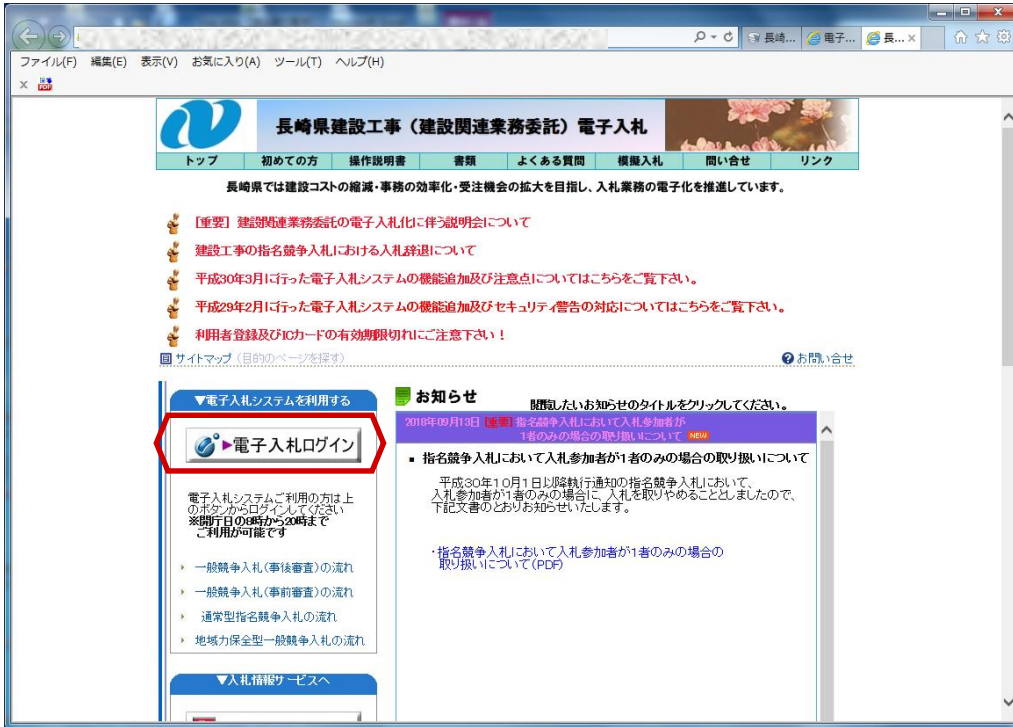 長崎... 電子... 長... ×
ファイル(F) 編集(E) 表示(V) お気に入り(A) ツール(T) ヘルプ(H)
× PDF
長崎県建設工事（建設関連業務委託）電子入札
トップ 初めての方 操作説明書 書類 よくある質問 模擬入札 問い合せ リンク
長崎県では建設コストの縮減・事務の効率化・受注機会の拡大を目指し、入札業務の電子化を推進しています。
［重要］建設関連業務委託の電子入札化に伴う説明会について
建設工事の指名競争入札における入札辞退について
平成30年3月に行った電子入札システムの機能追加及び注意点についてはこちらをご覧下さい。
平成29年2月に行った電子入札システムの機能追加及びセキュリティ警告の対応についてはこちらをご覧下さい。
利用者登録及びICカードの有効期限切れにご注意下さい！
サイトマップ（目的のページを探す） お問い合せ
▼電子入札システムを利用する
電子入札ログイン
電子入札システムご利用の方は上
のボタンからログインしてください
※開庁日の8時から20時まで
ご利用が可能です
一般競争入札（事後審査）の流れ
一般競争入札（事前審査）の流れ
通常型指名競争入札の流れ
地域力保全型一般競争入札の流れ
▼入札情報サービスへ
お知らせ 閲覧したいお知らせのタイトルをクリックしてください。
2018年09月13日 [重要] 指名競争入札において入札参加者が
1者のみの場合の取り扱いについて NEW
■ 指名競争入札において入札参加者が1者のみの場合の取り扱いについて
平成30年10月1日以降執行通知の指名競争入札において、
入札参加者が1者のみの場合に、入札を取りやめることとしましたので、
下記文書のとおりお知らせいたします。
・指名競争入札において入札参加者が1者のみの場合の
取り扱いについて(PDF)